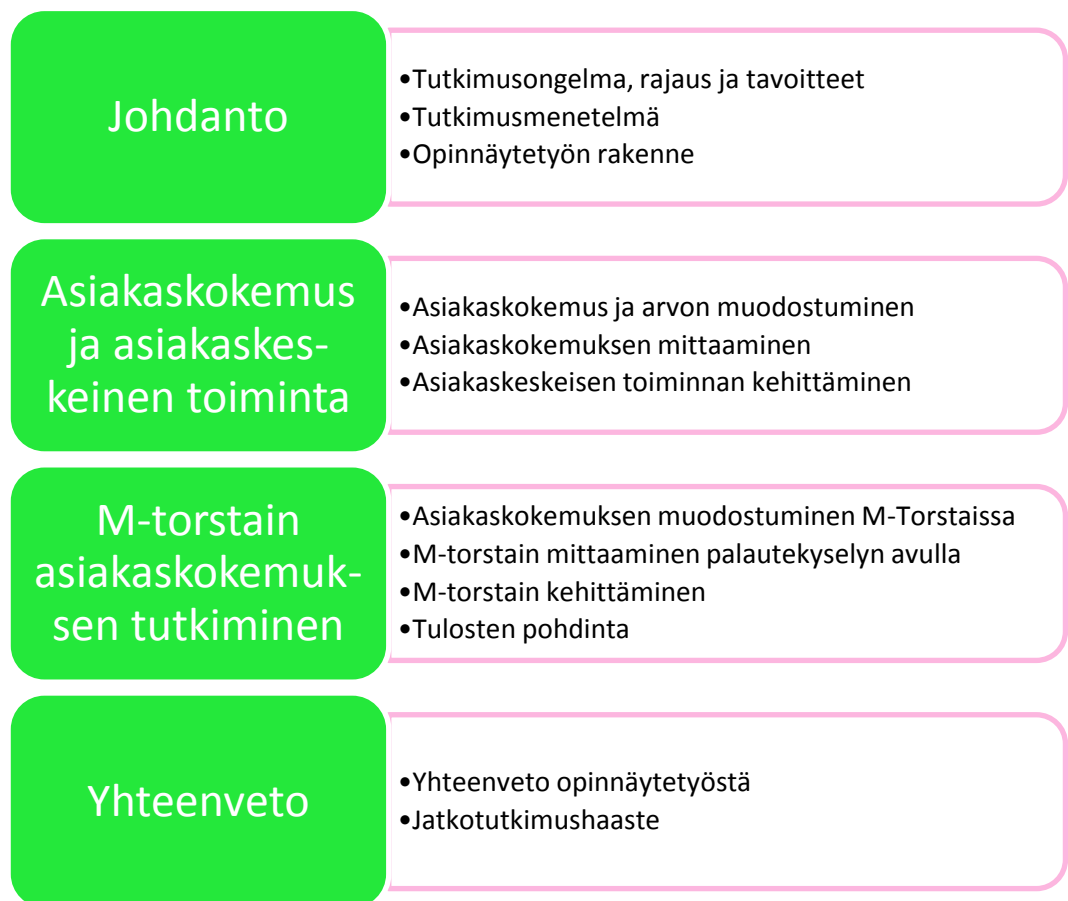 Johdanto
•Tutkimusongelma, rajaus ja tavoitteet
•Tutkimusmenetelmä
•Opinnäytetyön rakenne
Asiakaskokemus
ja asiakaskes-
keinen toiminta
•Asiakaskokemus ja arvon muodostuminen
•Asiakaskokemuksen mittaaminen
•Asiakaskeskeisen toiminnan kehittäminen
M-torstain
asiakaskokemuk-
sen tutkiminen
•Asiakaskokemuksen muodostuminen M-Torstaissa
•M-torstain mittaaminen palautekyselyn avulla
•M-torstain kehittäminen
•Tulosten pohdinta
Yhteenveto
•Yhteenveto opinnäytetyöstä
•Jatkotutkimushaaste